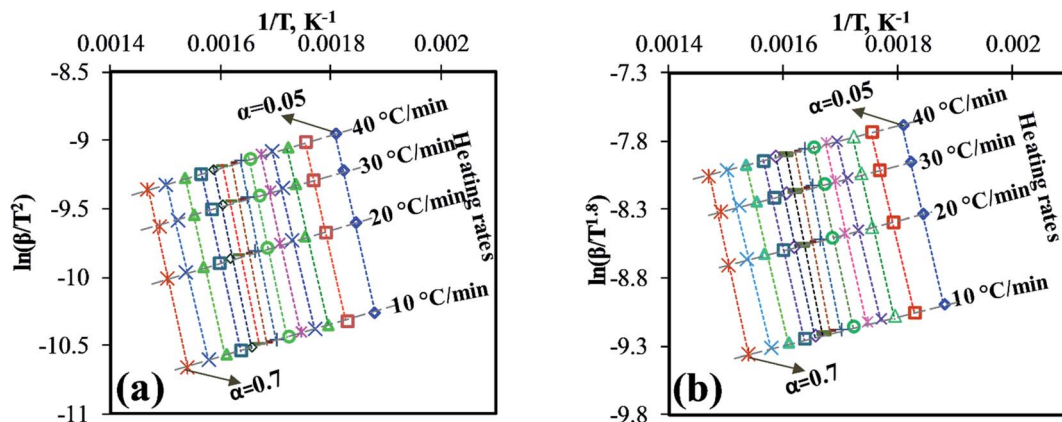 1/T, K-1
0.0014 0.0016 0.0018 0.002
-8.5
-9
-9.5
-10
-10.5
-11
ln(β/T2)
α=0.05
40 °C/min
30 °C/min
20 °C/min
10 °C/min
Heating rates
α=0.7
(a)
1/T, K-1
0.0014 0.0016 0.0018 0.002
-7.3
-7.8
-8.3
-8.8
-9.3
-9.8
ln(β/T1.8)
α=0.05
40 °C/min
30 °C/min
20 °C/min
10 °C/min
Heating rates
α=0.7
(b)